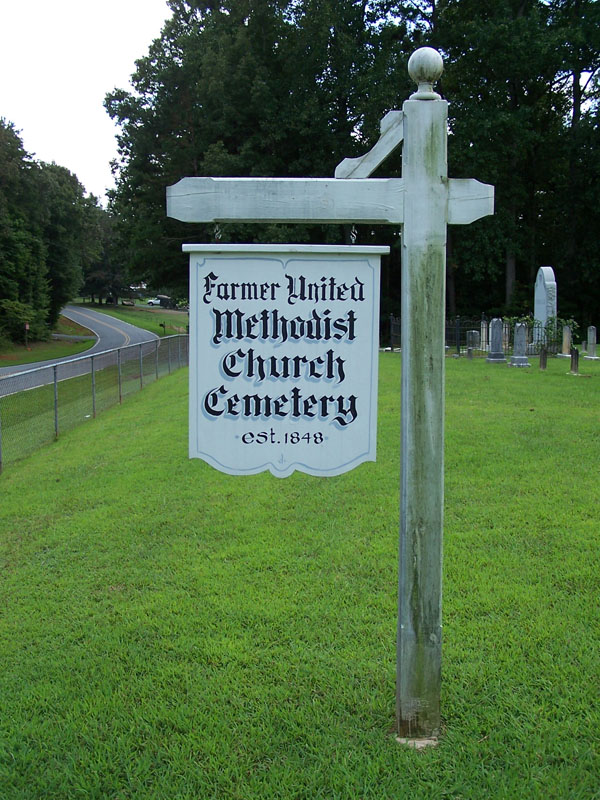 Farmer United
Methodist
Church
Cemetery
est. 1848